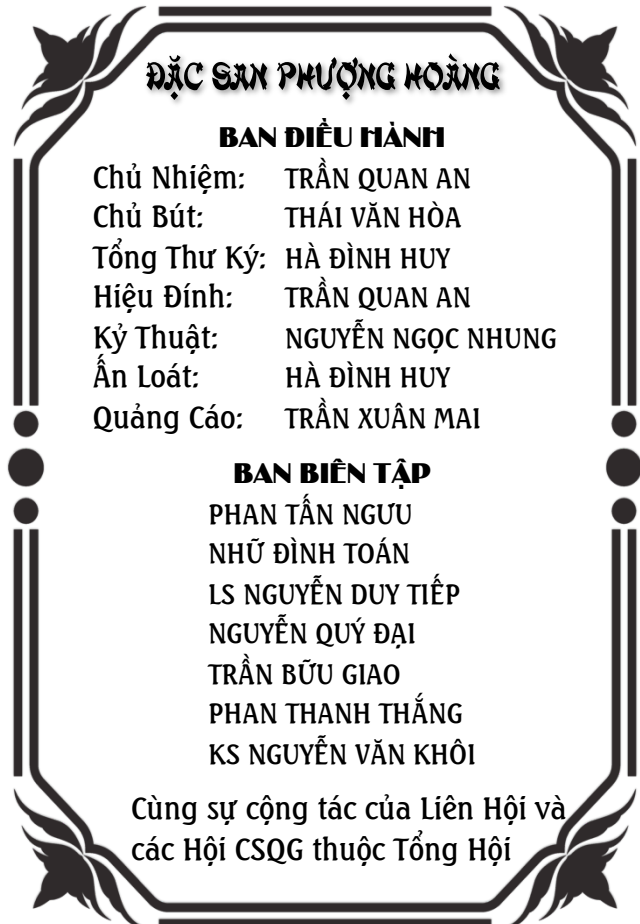 ĐẶC SAN PHƯỢNG HOÀNG
BAN ĐIỀU HÀNH
Chủ Nhiệm: TRẦN QUAN AN
Chủ Bút: THÁI VĂN HÒA
Tổng Thư Ký: HÀ ĐÌNH HUY
Hiệu Đính: TRẦN QUAN AN
Kỷ Thuật: NGUYỄN NGỌC NHUNG
Ấn Loát: HÀ ĐÌNH HUY
Quảng Cáo: TRẦN XUÂN MAI
BAN BIÊN TẬP
PHAN TẤN NGƯU
NHỮ ĐÌNH TOÁN
LS NGUYỄN DUY TIẾP
NGUYỄN QUÝ ĐẠI
TRẦN BỮU GIAO
PHAN THANH THẮNG
KS NGUYỄN VĂN KHÔI
Cùng sự cộng tác của Liên Hội và
các Hội CSQG thuộc Tổng Hội